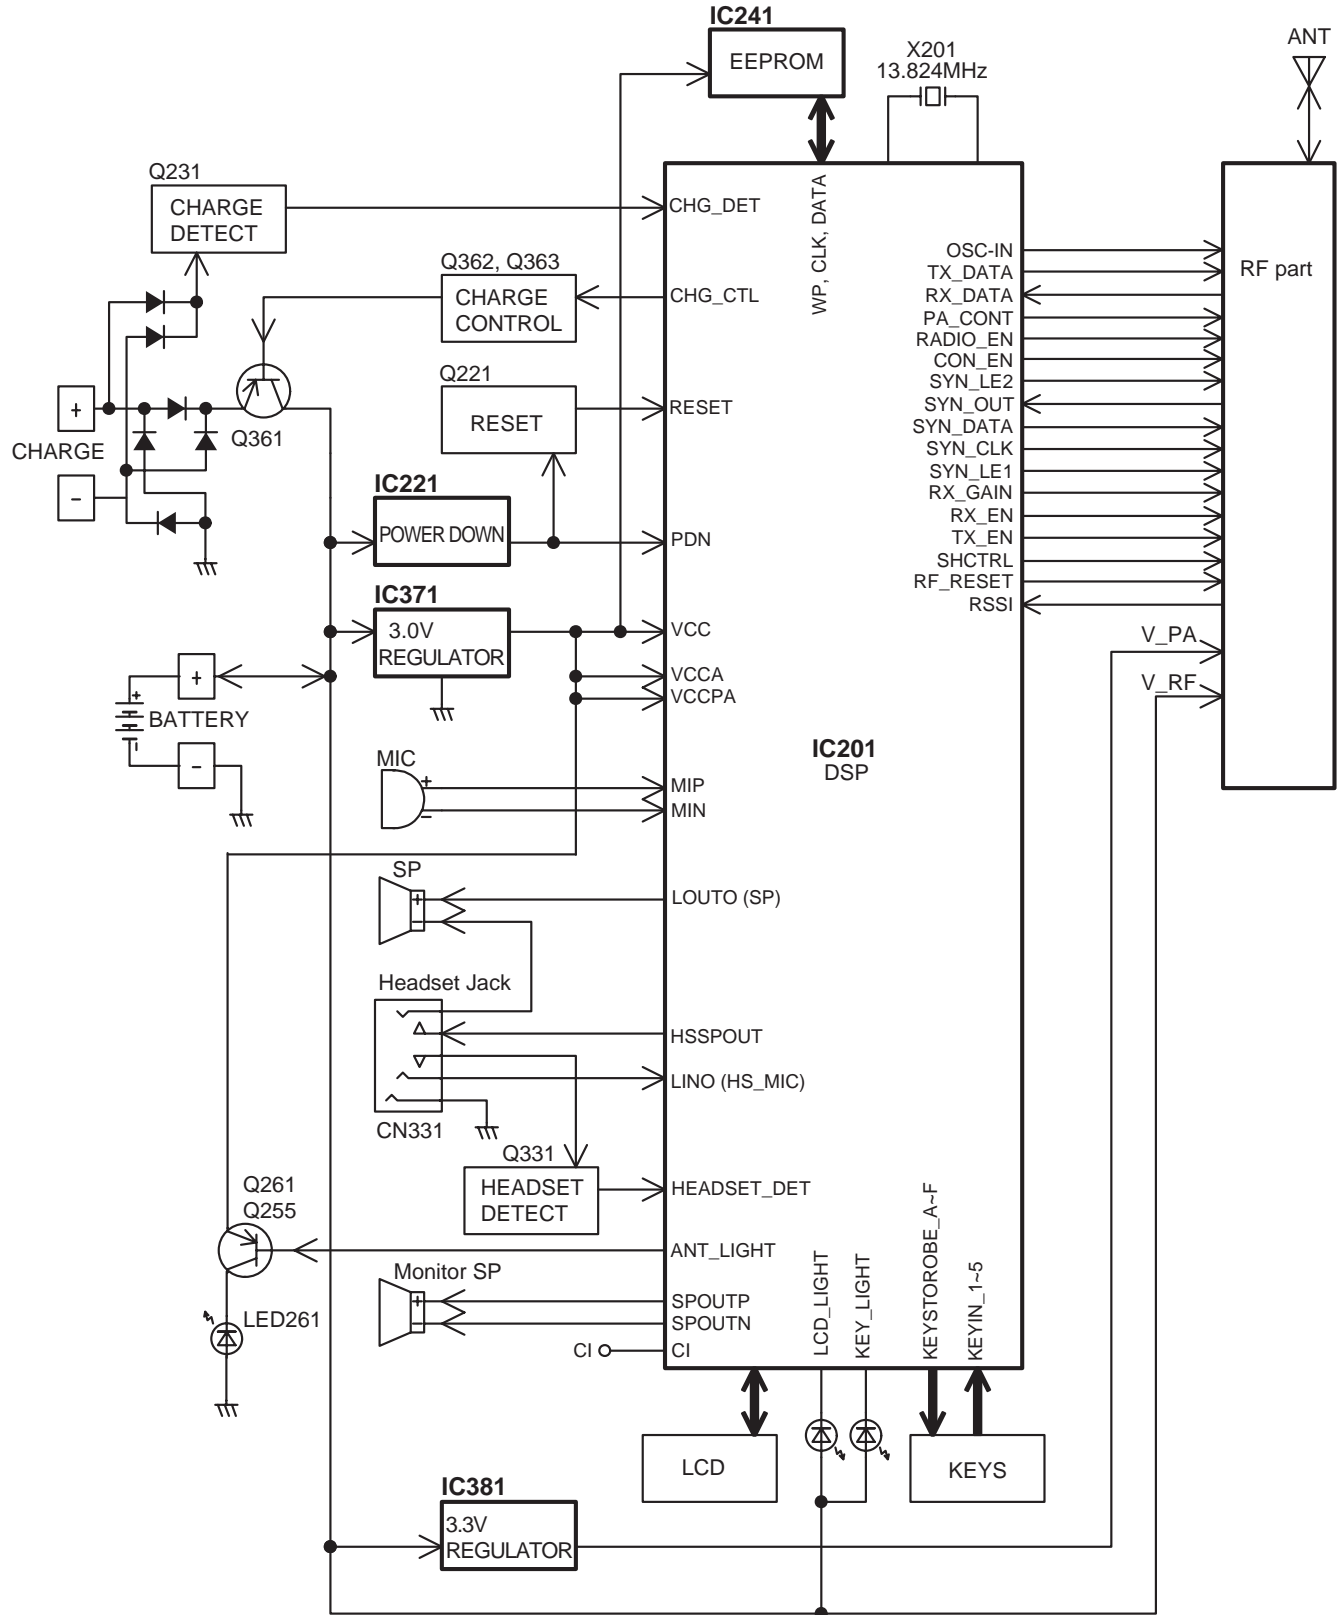 IC241
EEPROM
X201
13.824MHz
ANT
Q231
CHARGE
DETECT
CHG_DET
WP, CLK, DATA
Q362, Q363
CHARGE
CONTROL
CHG_CTL
OSC-IN
TX_DATA
RX_DATA
PA_CONT
RADIO_EN
CON_EN
SYN_LE2
SYN_OUT
SYN_DATA
SYN_CLK
SYN_LE1
RX_GAIN
RX_EN
TX_EN
SHCTRL
RF_RESET
RSSI
RF part
Q221
RESET
RESET
+
CHARGE
-
Q361
IC221
POWER DOWN
PDN
IC371
3.0V
REGULATOR
VCC
VCCA
VCCPA
V_PA
V_RF
+
+
BATTERY
-
-
IC201
DSP
MIC
+
-
MIP
MIN
SP
+
-
LOUTO (SP)
Headset Jack
HSSPOUT
LINO (HS_MIC)
CN331
Q331
HEADSET
DETECT
HEADSET_DET
Q261
Q255
ANT_LIGHT
Monitor SP
+
-
SPOUTP
SPOUTN
LED261
CI
CI
LCD_LIGHT
KEY_LIGHT
KEYSTOROBE_A~F
KEYIN_1~5
LCD
KEYS
IC381
3.3V
REGULATOR